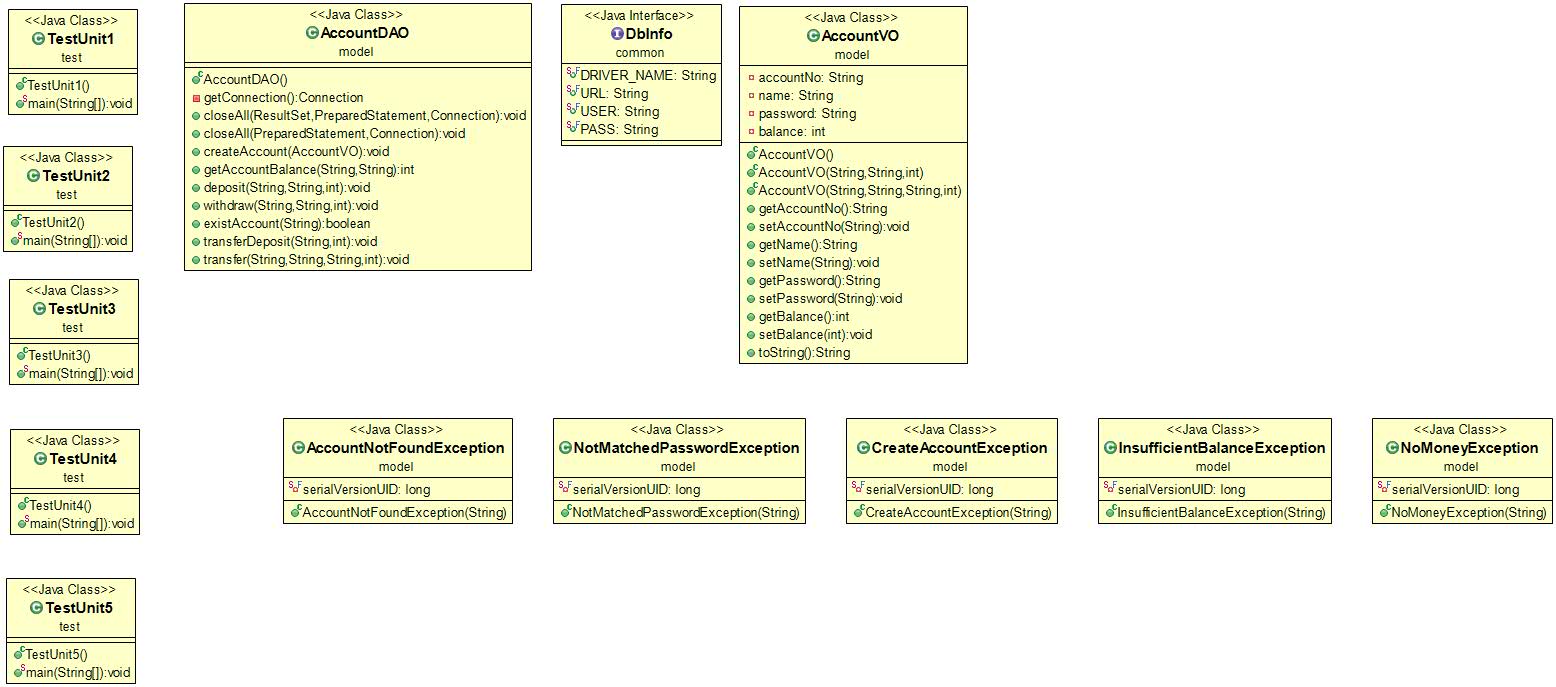 <<Java Class>>
TestUnit1
test
TestUnit1()
main(String[]):void
<<Java Class>>
AccountDAO
model
AccountDAO()
getConnection():Connection
closeAll(ResultSet,PreparedStatement,Connection):void
closeAll(PreparedStatement,Connection):void
createAccount(AccountVO):void
getAccountBalance(String,String):int
deposit(String,String,int):void
withdraw(String,String,int):void
existAccount(String):boolean
transferDeposit(String,int):void
transfer(String,String,String,int):void
<<Java Interface>>
DbInfo
common
DRIVER_NAME: String
URL: String
USER: String
PASS: String
<<Java Class>>
AccountVO
model
accountNo: String
name: String
password: String
balance: int
AccountVO()
AccountVO(String,String,int)
AccountVO(String,String,String,int)
getAccountNo():String
setAccountNo(String):void
getName():String
setName(String):void
getPassword():String
setPassword(String):void
getBalance():int
setBalance(int):void
toString():String
<<Java Class>>
TestUnit2
test
TestUnit2()
main(String[]):void
<<Java Class>>
TestUnit3
test
TestUnit3()
main(String[]):void
<<Java Class>>
TestUnit4
test
TestUnit4()
main(String[]):void
<<Java Class>>
AccountNotFoundException
model
serialVersionUID: long
AccountNotFoundException(String)
<<Java Class>>
NotMatchedPasswordException
model
serialVersionUID: long
NotMatchedPasswordException(String)
<<Java Class>>
CreateAccountException
model
serialVersionUID: long
CreateAccountException(String)
<<Java Class>>
InsufficientBalanceException
model
serialVersionUID: long
InsufficientBalanceException(String)
<<Java Class>>
NoMoneyException
model
serialVersionUID: long
NoMoneyException(String)
<<Java Class>>
TestUnit5
test
TestUnit5()
main(String[]):void